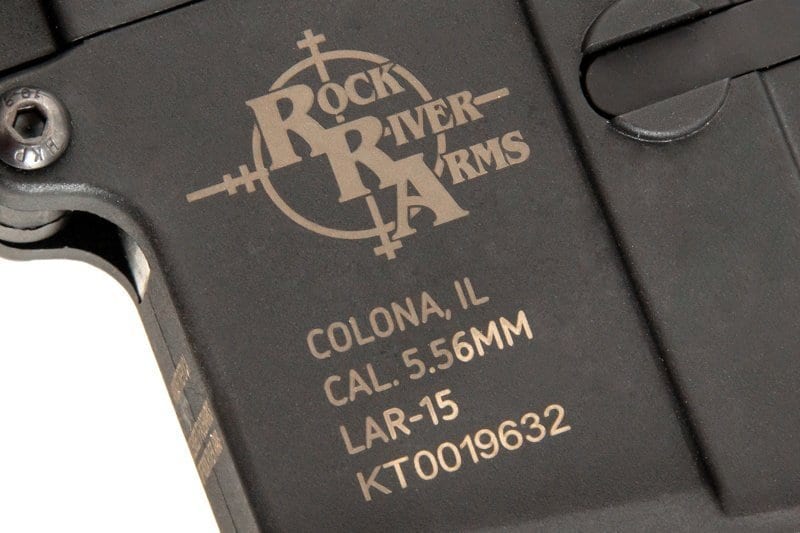 ROCK
RIVER
ARMS
COLONA, IL
CAL. 5.56MM
LAR-15
KT0019632